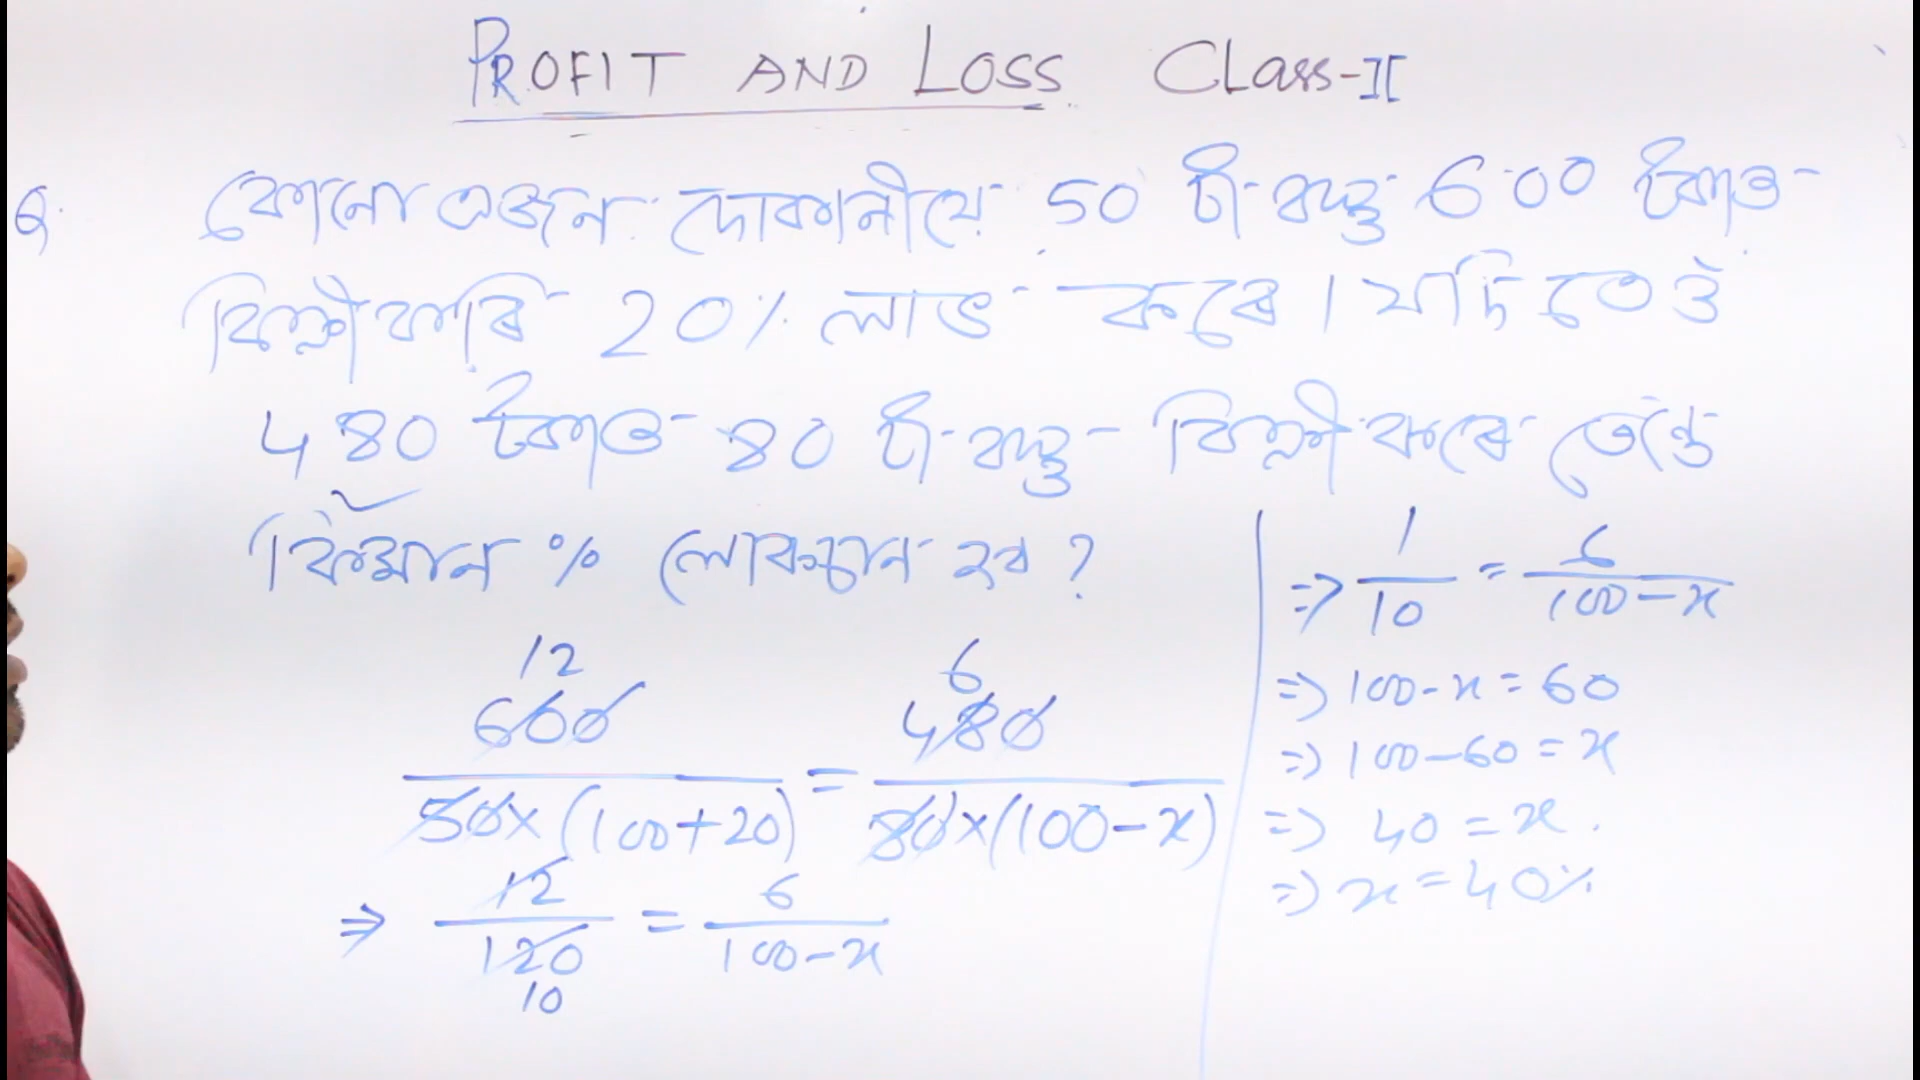 PROFIT AND LOSS Class-II
Q. কোনো এজন দোকানীয়ে 50 টা বস্তু 600 টকাত
বিক্ৰী কৰি 20% লাভ কৰে। যদি তেওঁ
480 টকাত 80 টা বস্তু বিক্ৰী কৰে তেন্তে
কিমান % লোকচান হব ?
12 6
600 = 480
50×(100+20) 80×(100-x)
⇒ 12 = 6
120 100-x
10
⇒ 1 = 6
10 100-x
⇒ 100-x = 60
⇒ 100-60 = x
⇒ 40 = x.
⇒ x = 40%